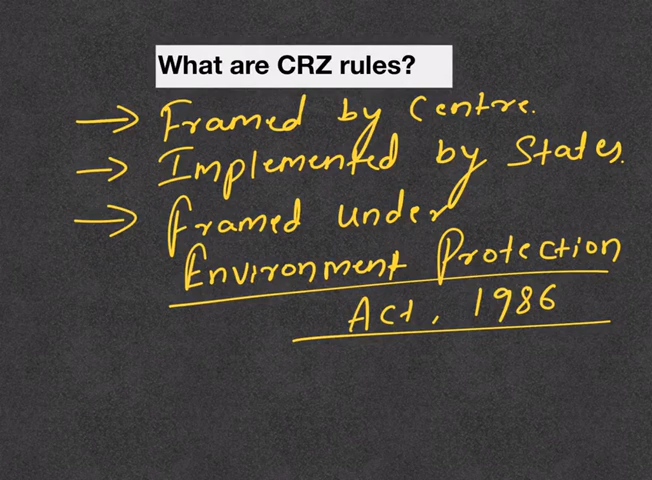 What are CRZ rules?
→ Framed by Centre.
→ Implemented by States.
→ Framed under
Environment Protection
Act, 1986